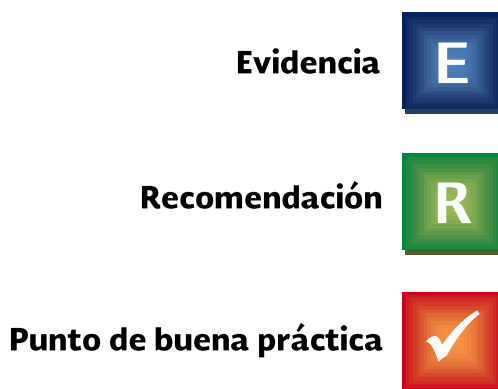 Evidencia E
Recomendación R
Punto de buena práctica ✓